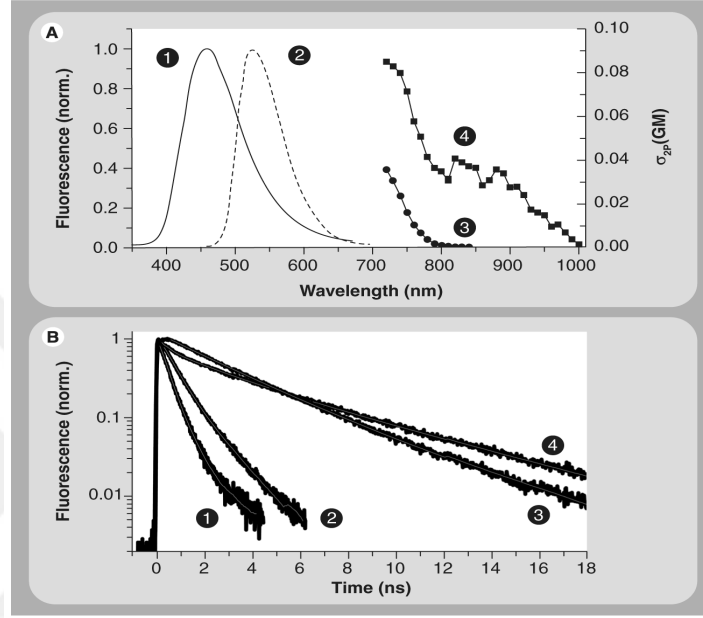 A
Fluorescence (norm.)
1.0
0.8
0.6
0.4
0.2
0.0
1
2
3
4
0.10
0.08
0.06
0.04
0.02
0.00
σ2P(GM)
400 500 600 700 800 900 1000
Wavelength (nm)
B
Fluorescence (norm.)
1
0.1
0.01
1
2
3
4
0 2 4 6 8 10 12 14 16 18
Time (ns)